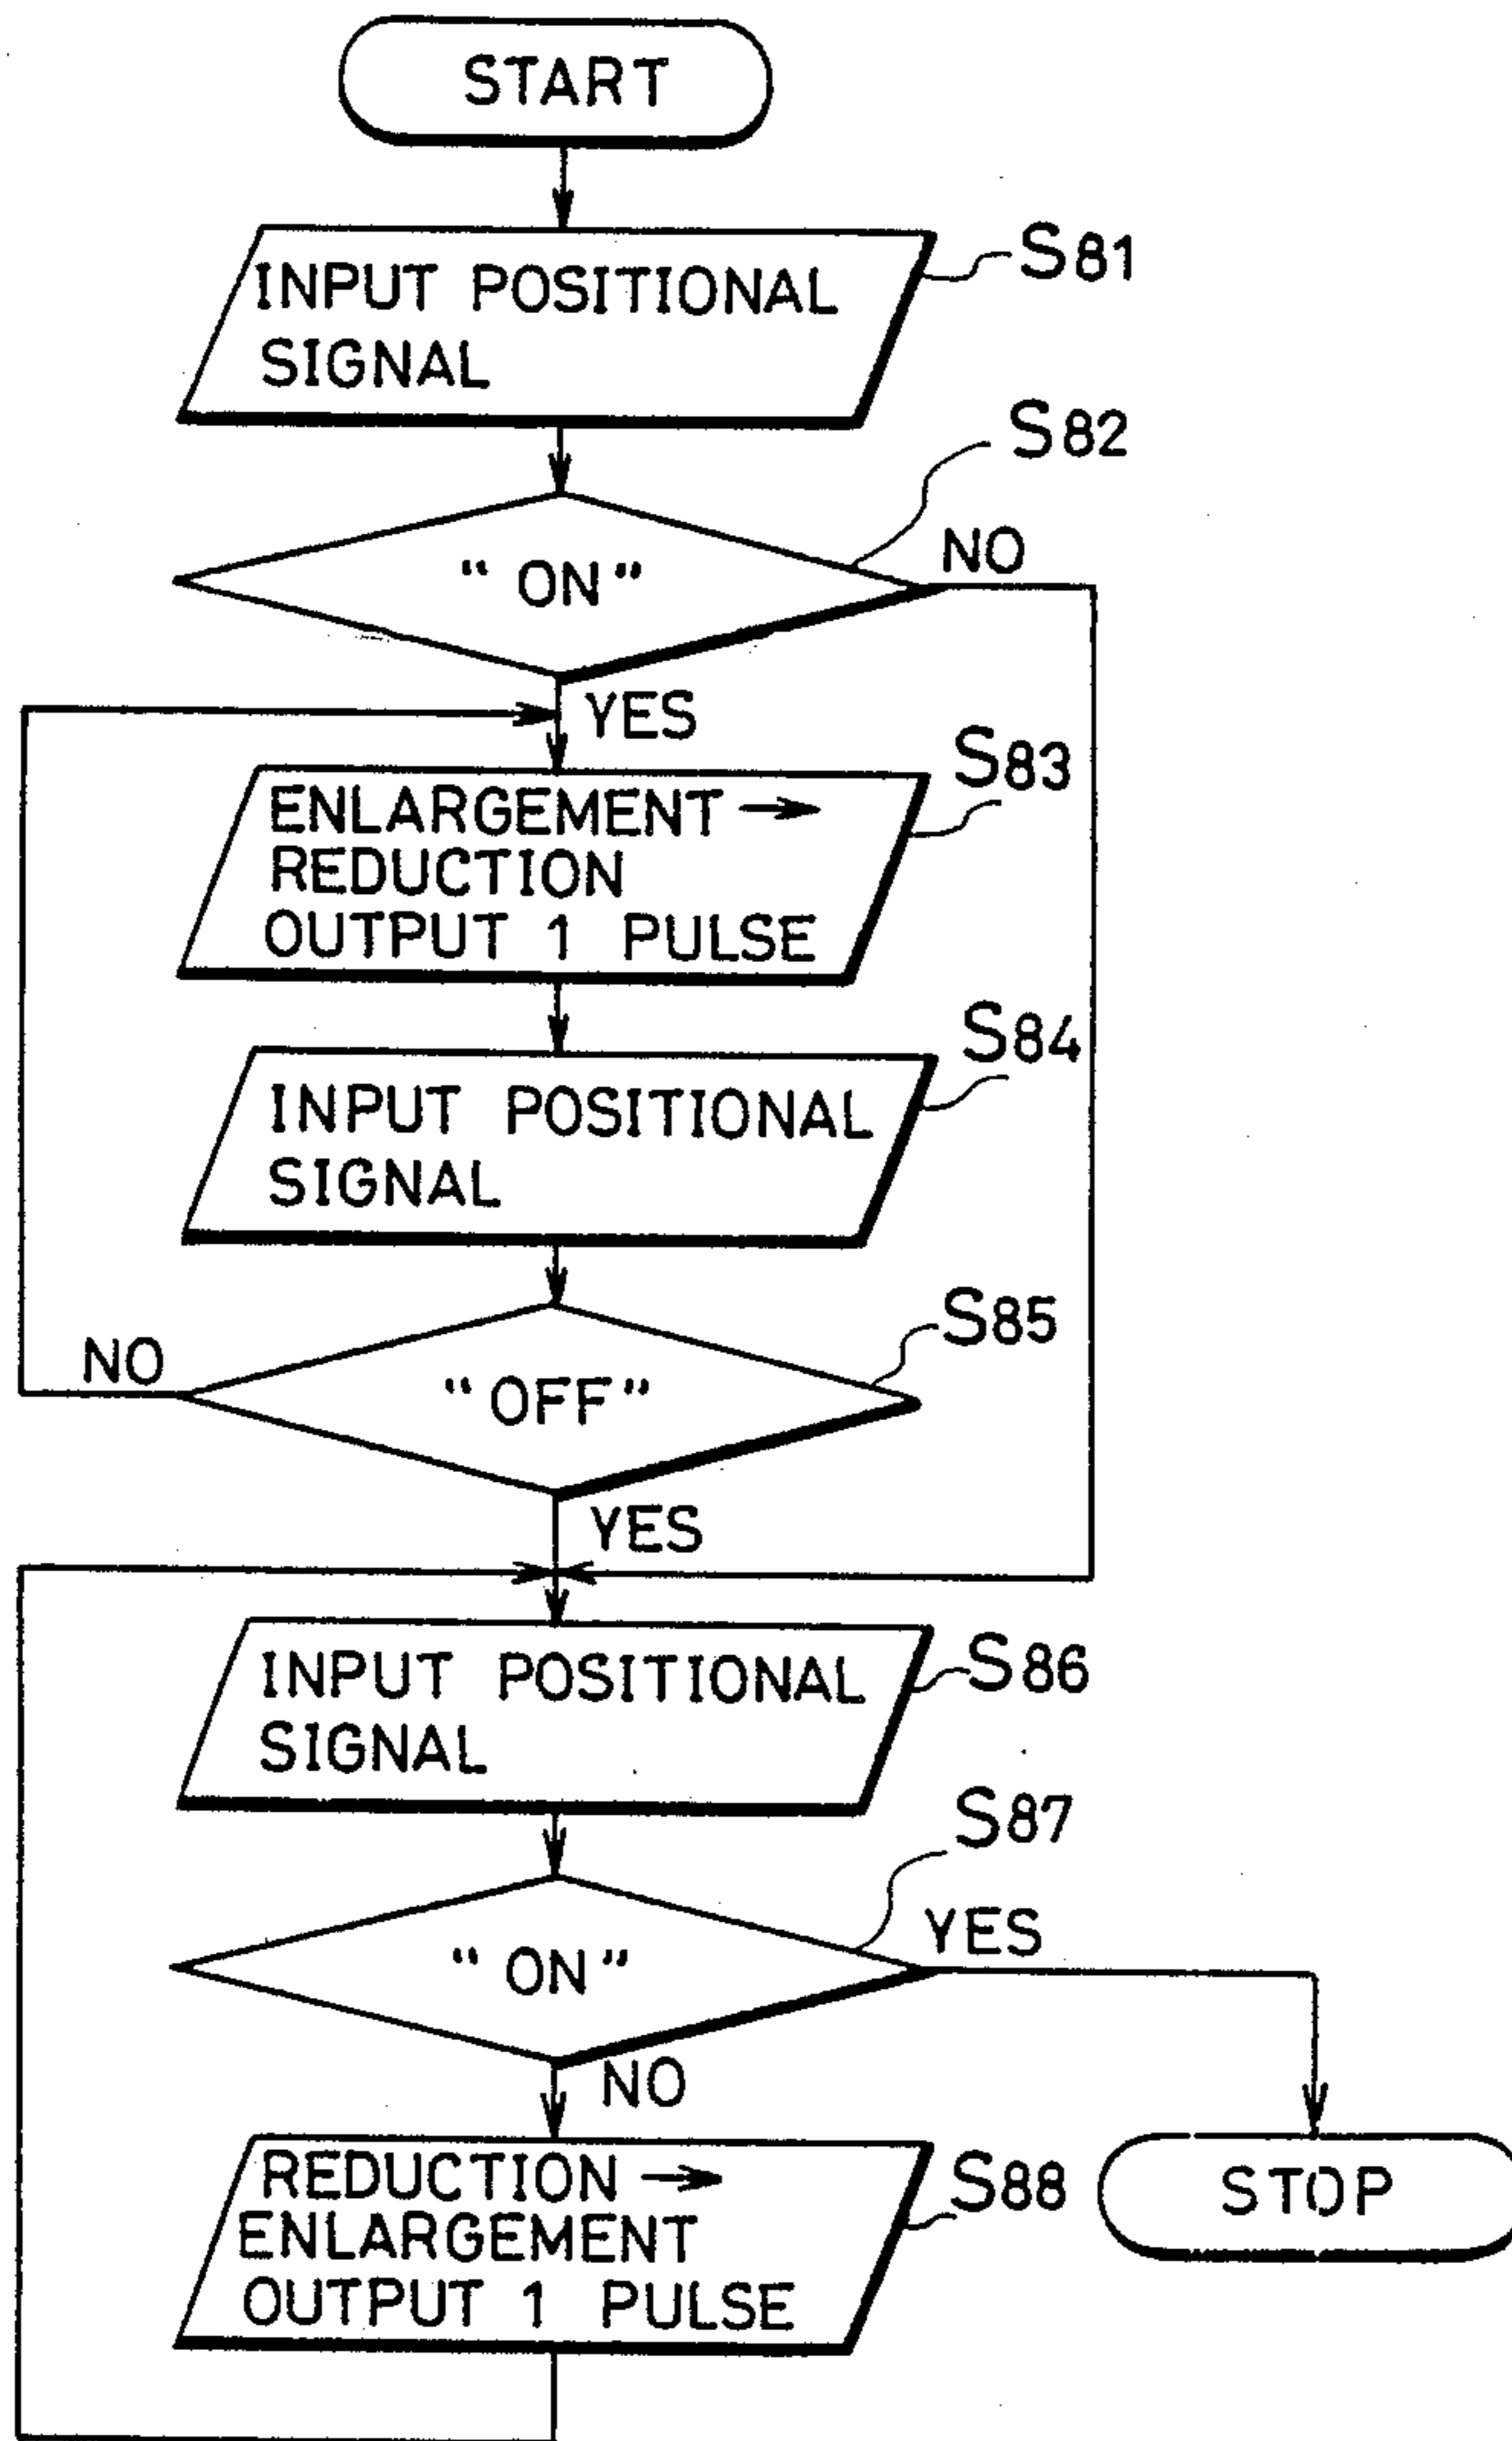 START
INPUT POSITIONAL
SIGNAL
S81
S82
“ ON ”
NO
YES
S83
ENLARGEMENT →
REDUCTION
OUTPUT 1 PULSE
S84
INPUT POSITIONAL
SIGNAL
S85
NO
“ OFF ”
YES
INPUT POSITIONAL
SIGNAL
S86
S87
“ ON ”
YES
NO
REDUCTION →
ENLARGEMENT
OUTPUT 1 PULSE
S88
STOP